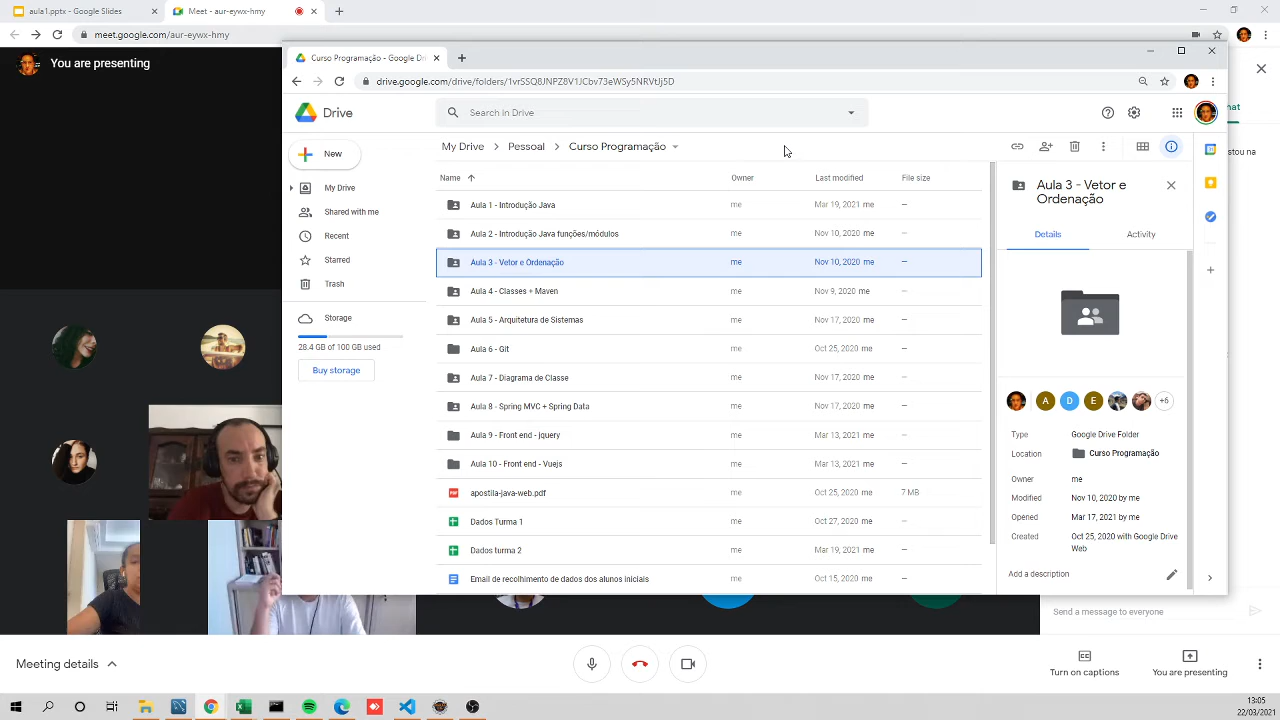 aula1.pptx - Google Slides
Meet - aur-eywx-hmy
meet.google.com/aur-eywx-hmy
You are presenting
Curso Programação - Google Dri
drive.google.com/drive/folders/1vrSSO8JNPZ8V1JCbv73eWSy5NRVtJj5D
Drive
Search in Drive
hat
New
My Drive
Pessoal
Curso Programação
stou na
Name
Owner
Last modified
File size
My Drive
Shared with me
Recent
Starred
Trash
Storage
28.4 GB of 100 GB used
Buy storage
Aula 1 - Introdução Java me Mar 19, 2021 me —
Aula 2 - Introdução Java funções/módulos me Nov 10, 2020 me —
Aula 3 - Vetor e Ordenação me Nov 10, 2020 me —
Aula 4 - Classes + Maven me Nov 9, 2020 me —
Aula 5 - Arquitetura de Sistemas me Nov 17, 2020 me —
Aula 6 - Git me Oct 25, 2020 me —
Aula 7 - Diagrama de Classe me Nov 17, 2020 me —
Aula 8 - Spring MVC + Spring Data me Nov 17, 2020 me —
Aula 9 - Front end - jquery me Mar 13, 2021 me —
Aula 10 - Front end - Vuejs me Mar 13, 2021 me —
apostila-java-web.pdf me Oct 25, 2020 me 7 MB
Dados Turma 1 me Oct 27, 2020 me —
Dados turma 2 me Mar 19, 2021 me —
Email de recolhimento de dados dos alunos iniciais me Oct 15, 2020 me —
Aula 3 - Vetor e
Ordenação
Details
Activity
A
D
E
+6
Type Google Drive Folder
Location Curso Programação
Owner me
Modified Nov 10, 2020 by me
Opened Mar 17, 2021 by me
Created Oct 25, 2020 with Google Drive
Web
Add a description
Send a message to everyone
Meeting details
Turn on captions
You are presenting
13:05
22/03/2021